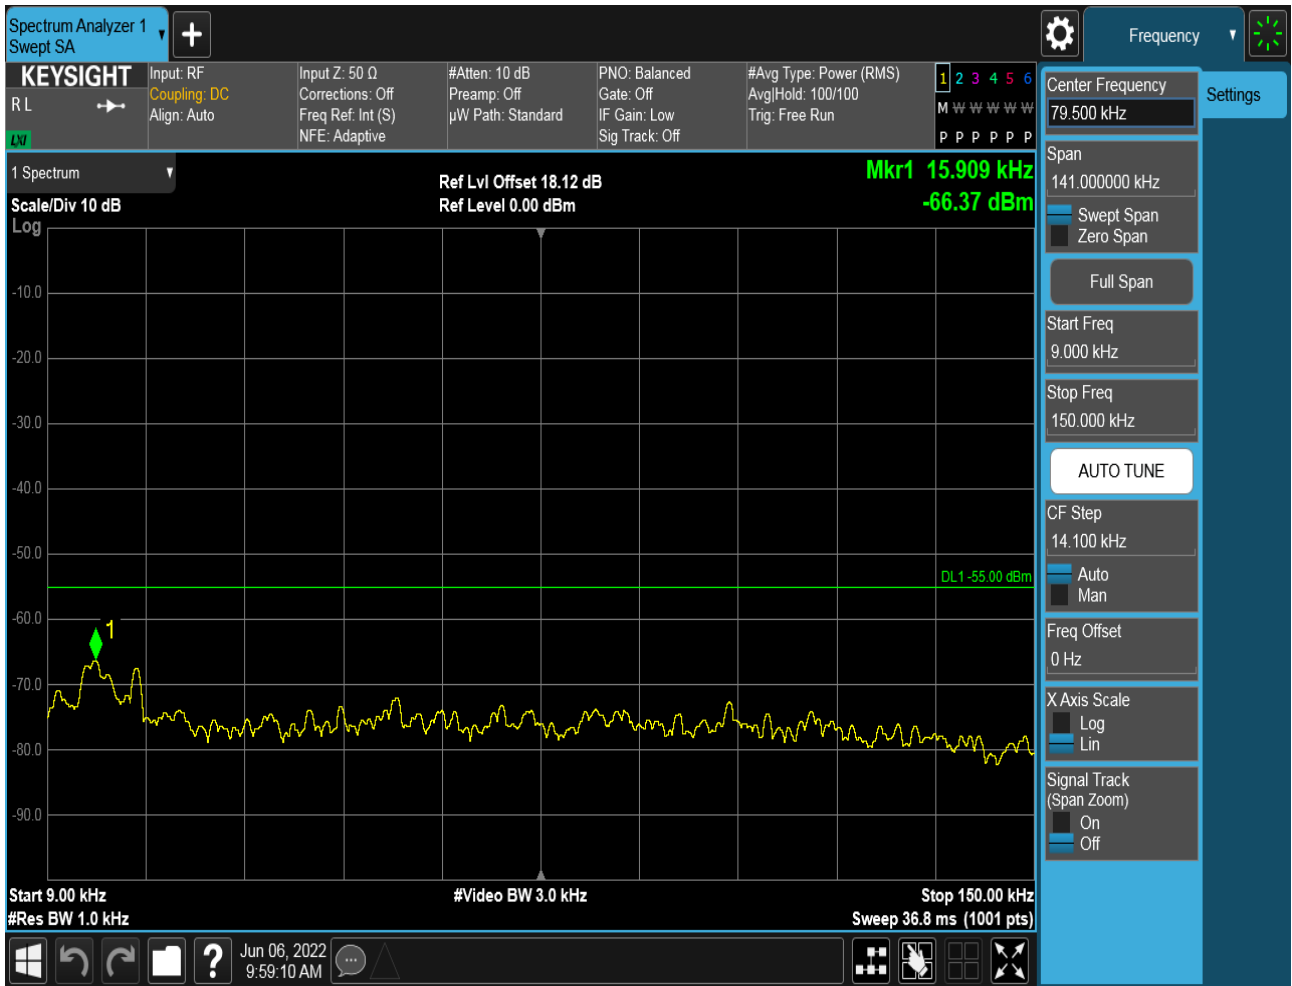 Spectrum Analyzer 1
Swept SA
Frequency
KEYSIGHT
R L
LXI
Input: RF
Coupling: DC
Align: Auto
Input Z: 50 Ω
Corrections: Off
Freq Ref: Int (S)
NFE: Adaptive
#Atten: 10 dB
Preamp: Off
µW Path: Standard
PNO: Balanced
Gate: Off
IF Gain: Low
Sig Track: Off
#Avg Type: Power (RMS)
Avg|Hold: 100/100
Trig: Free Run
1 2 3 4 5 6
M W W W W W
P P P P P P
1 Spectrum
Scale/Div 10 dB
Log
Ref Lvl Offset 18.12 dB
Ref Level 0.00 dBm
Mkr1 15.909 kHz
-66.37 dBm
-10.0
-20.0
-30.0
-40.0
-50.0
DL1 -55.00 dBm
-60.0
1
-70.0
-80.0
-90.0
Start 9.00 kHz
#Res BW 1.0 kHz
#Video BW 3.0 kHz
Stop 150.00 kHz
Sweep 36.8 ms (1001 pts)
Center Frequency
79.500 kHz
Settings
Span
141.000000 kHz
Swept Span
Zero Span
Full Span
Start Freq
9.000 kHz
Stop Freq
150.000 kHz
AUTO TUNE
CF Step
14.100 kHz
Auto
Man
Freq Offset
0 Hz
X Axis Scale
Log
Lin
Signal Track
(Span Zoom)
On
Off
?
Jun 06, 2022
9:59:10 AM